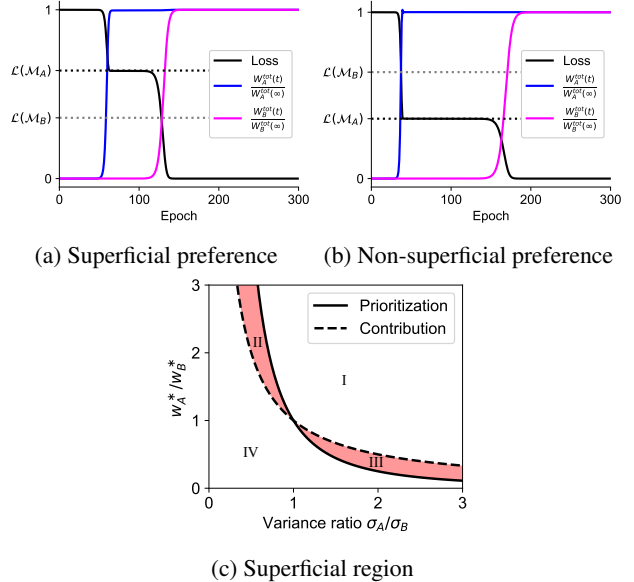 1
Loss
W_A^{tot}(t)
W_A^{tot}(∞)
W_B^{tot}(t)
W_B^{tot}(∞)
ℒ(ℳ_A)
ℒ(ℳ_B)
0
0 100 200 300
Epoch
(a) Superficial preference
1
Loss
W_A^{tot}(t)
W_A^{tot}(∞)
W_B^{tot}(t)
W_B^{tot}(∞)
ℒ(ℳ_B)
ℒ(ℳ_A)
0
0 100 200 300
Epoch
(b) Non-superficial preference
3
2
1
0
w_A*/w_B*
Prioritization
Contribution
I
II
III
IV
0 1 2 3
Variance ratio σ_A/σ_B
(c) Superficial region